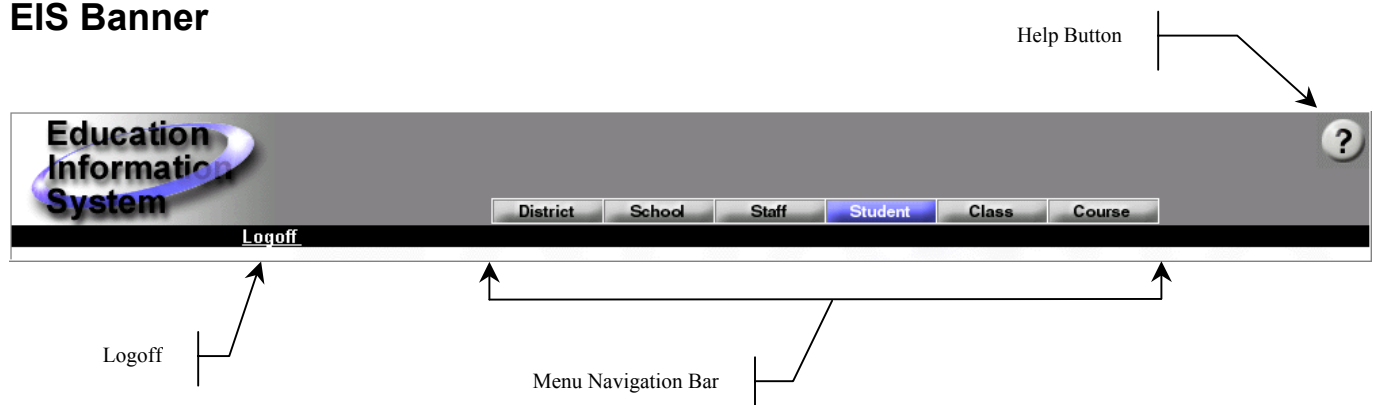 EIS Banner
Help Button
Education
Information
System
?
District School Staff Student Class Course
Logoff
Logoff
Menu Navigation Bar